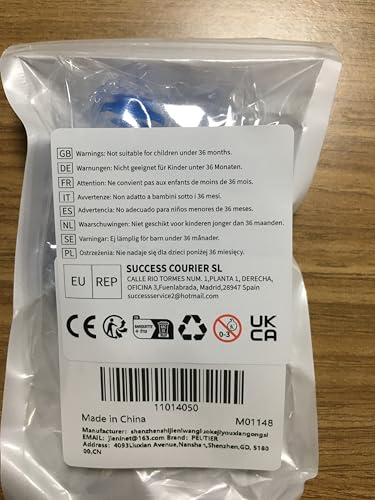 GB Warnings: Not suitable for children under 36 months.
DE Warnungen: Nicht geeignet für Kinder unter 36 Monaten.
FR Attention: Ne convient pas aux enfants de moins de 36 mois.
IT Avvertenze: Non adatto a bambini sotto i 36 mesi.
ES Advertencia: No adecuado para niños menores de 36 meses.
NL Waarschuwingen: Niet geschikt voor kinderen jonger dan 36 maanden.
SE Varningar: Ej lämplig för barn under 36 månader.
PL Ostrzeżenia: Nie nadaje się dla dzieci poniżej 36 miesięcy.
EU REP
SUCCESS COURIER SL
CALLE RIO TORMES NUM. 1,PLANTA 1, DERECHA,
OFICINA 3,Fuenlabrada, Madrid,28947 Spain
successservice2@hotmail.com
CE 0-3 UK CA
11014050
Made in China M01148
Manufacturer: shenzhenshijieniwangluokejiyouxiangongsi
EMAIL: jieninet@163.com Brand: PEUTIER
Address: 4093Liuxian Avenue,Nanshan,Shenzhen,GD, 5180
00,CN